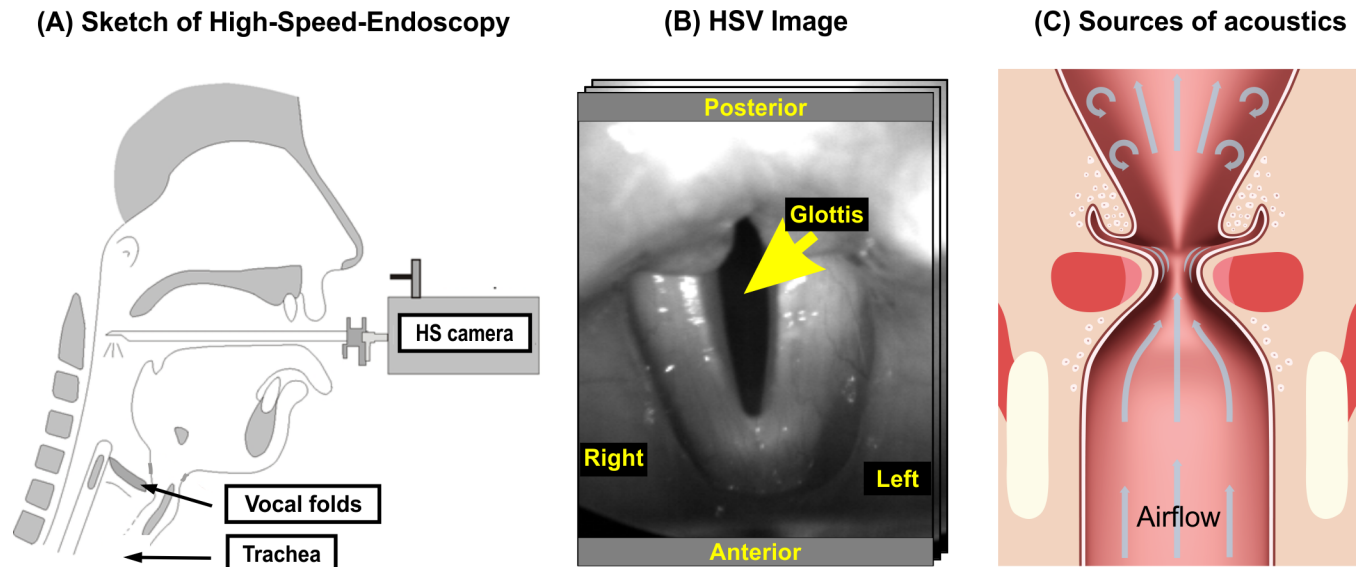 (A) Sketch of High-Speed-Endoscopy
HS camera
Vocal folds
Trachea
(B) HSV Image
Posterior
Glottis
Right
Left
Anterior
(C) Sources of acoustics
Airflow